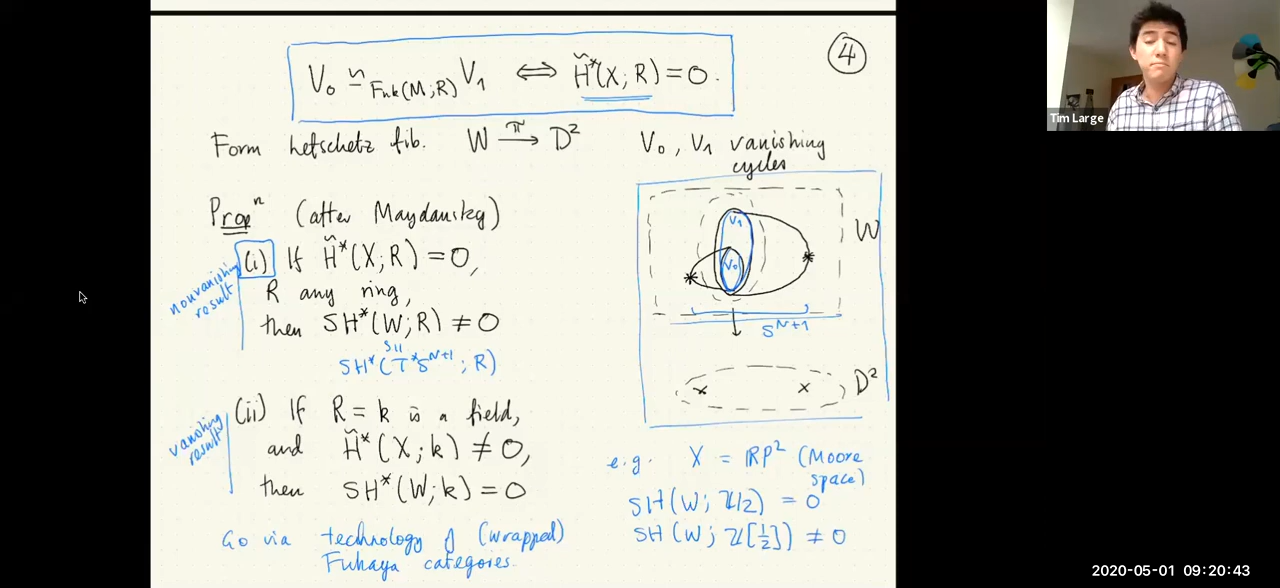 ④
V₀ ≃ Fuk(M;R) V₁ ⟺ H̃*(X;R) = 0.
Form Lefschetz fib. W →π D² V₀, V₁ vanishing
cycles
Propⁿ (after Maydanskiy)
(i) If H̃*(X;R) = 0,
R any ring,
then SH*(W;R) ≠ 0
SH*(T*S^{N+1};R)
nonvanishing
result
(ii) If R = k is a field,
and H̃*(X;k) ≠ 0,
then SH*(W;k) = 0
vanishing
result
Go via technology of (wrapped)
Fukaya categories.
V₁
V₀
W
S^{N+1}
D²
e.g. X = RP² (Moore
space)
SH(W; Z/2) = 0
SH(W; Z[½]) ≠ 0
Tim Large
2020-05-01 09:20:43